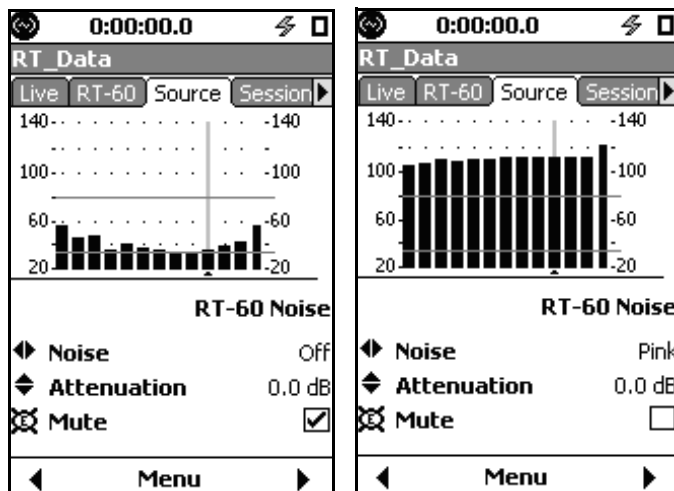 0:00:00.0
RT_Data
Live RT-60 Source Session
140 -140
100 -100
60 -60
20 -20
RT-60 Noise
Noise Off
Attenuation 0.0 dB
E Mute
Menu
0:00:00.0
RT_Data
Live RT-60 Source Session
140 -140
100 -100
60 -60
20 -20
RT-60 Noise
Noise Pink
Attenuation 0.0 dB
E Mute
Menu